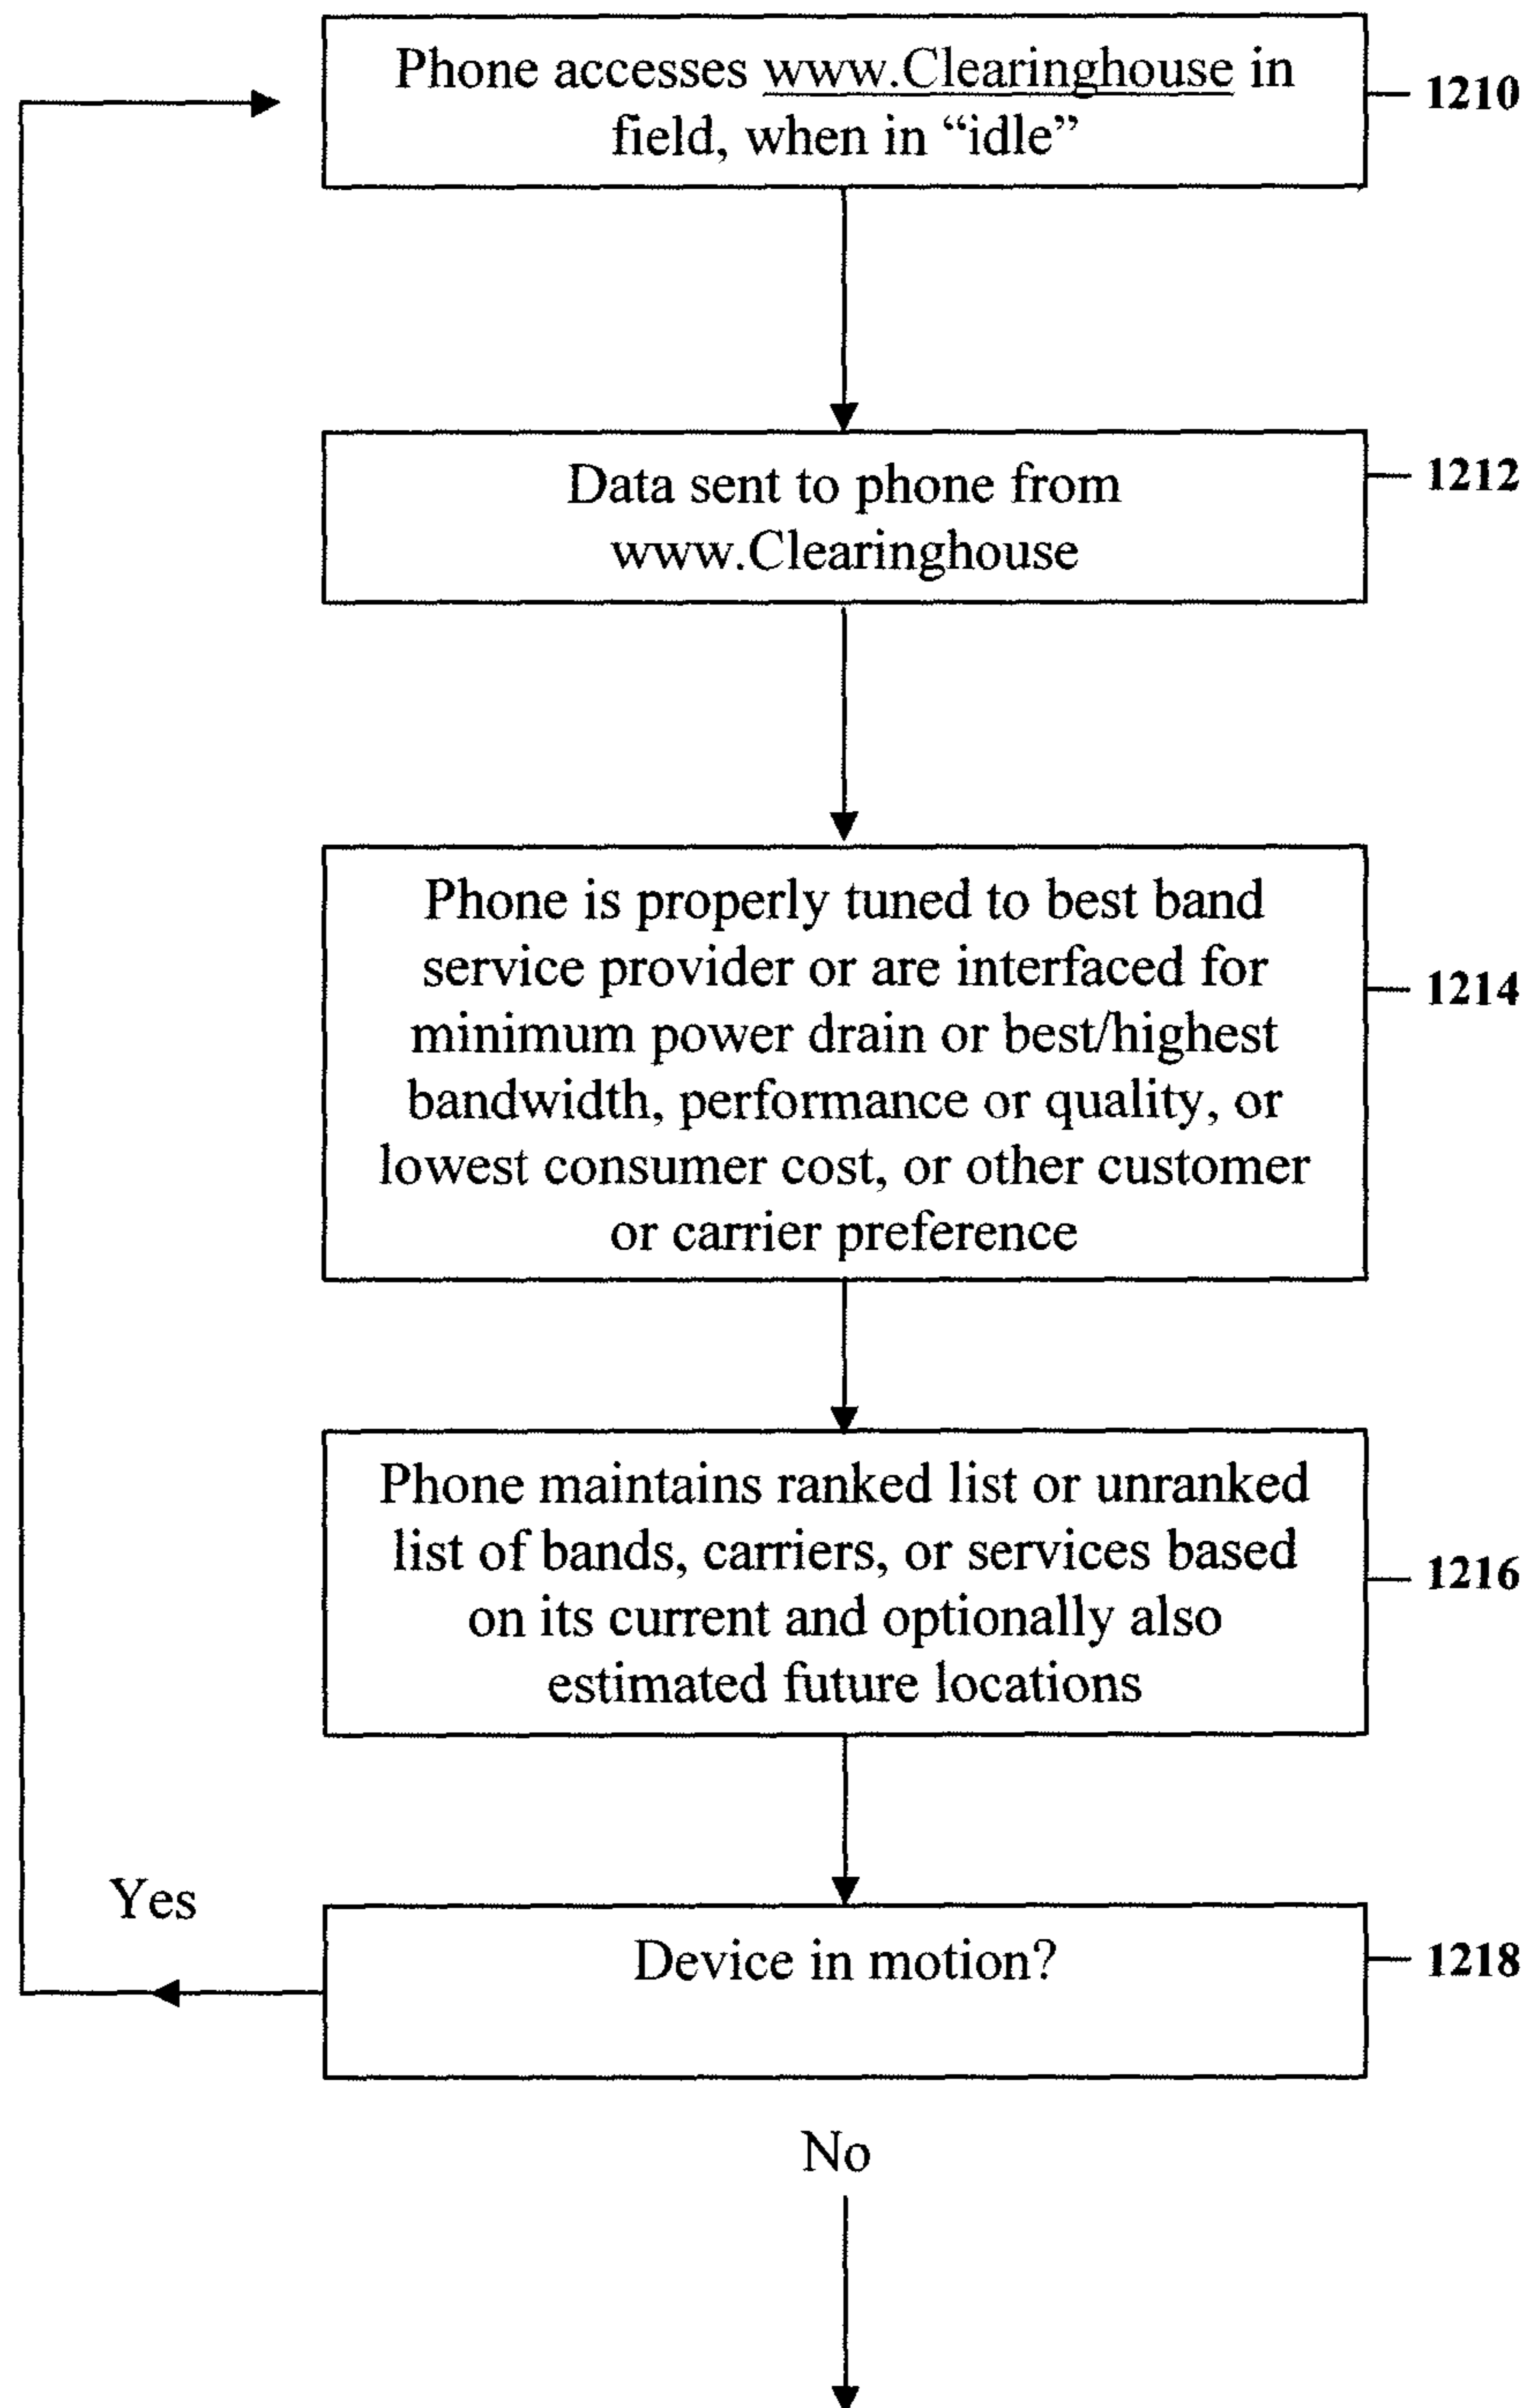 Phone accesses www.Clearinghouse in
field, when in “idle”
1210
Data sent to phone from
www.Clearinghouse
1212
Phone is properly tuned to best band
service provider or are interfaced for
minimum power drain or best/highest
bandwidth, performance or quality, or
lowest consumer cost, or other customer
or carrier preference
1214
Phone maintains ranked list or unranked
list of bands, carriers, or services based
on its current and optionally also
estimated future locations
1216
Yes
Device in motion?
1218
No